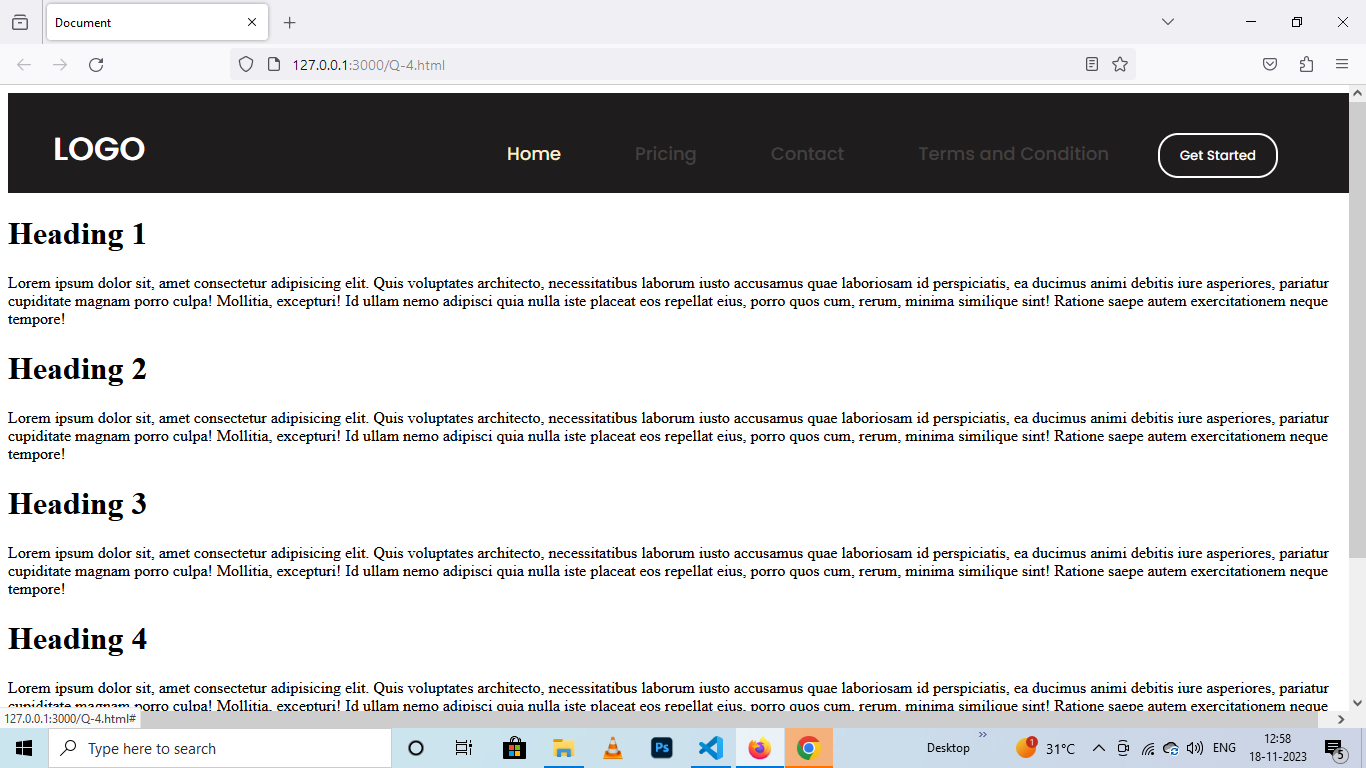 Document
127.0.0.1:3000/Q-4.html
LOGO
Home
Pricing
Contact
Terms and Condition
Get Started
Heading 1
Lorem ipsum dolor sit, amet consectetur adipisicing elit. Quis voluptates architecto, necessitatibus laborum iusto accusamus quae laboriosam id perspiciatis, ea ducimus animi debitis iure asperiores, pariatur
cupiditate magnam porro culpa! Mollitia, excepturi! Id ullam nemo adipisci quia nulla iste placeat eos repellat eius, porro quos cum, rerum, minima similique sint! Ratione saepe autem exercitationem neque
tempore!
Heading 2
Lorem ipsum dolor sit, amet consectetur adipisicing elit. Quis voluptates architecto, necessitatibus laborum iusto accusamus quae laboriosam id perspiciatis, ea ducimus animi debitis iure asperiores, pariatur
cupiditate magnam porro culpa! Mollitia, excepturi! Id ullam nemo adipisci quia nulla iste placeat eos repellat eius, porro quos cum, rerum, minima similique sint! Ratione saepe autem exercitationem neque
tempore!
Heading 3
Lorem ipsum dolor sit, amet consectetur adipisicing elit. Quis voluptates architecto, necessitatibus laborum iusto accusamus quae laboriosam id perspiciatis, ea ducimus animi debitis iure asperiores, pariatur
cupiditate magnam porro culpa! Mollitia, excepturi! Id ullam nemo adipisci quia nulla iste placeat eos repellat eius, porro quos cum, rerum, minima similique sint! Ratione saepe autem exercitationem neque
tempore!
Heading 4
Lorem ipsum dolor sit, amet consectetur adipisicing elit. Quis voluptates architecto, necessitatibus laborum iusto accusamus quae laboriosam id perspiciatis, ea ducimus animi debitis iure asperiores, pariatur
cupiditate magnam porro culpa! Mollitia, excepturi! Id ullam nemo adipisci quia nulla iste placeat eos repellat eius, porro quos cum, rerum, minima similique sint! Ratione saepe autem exercitationem neque
127.0.0.1:3000/Q-4.html#
Type here to search
Ps
Desktop
1
31°C
ENG
12:58
18-11-2023
5